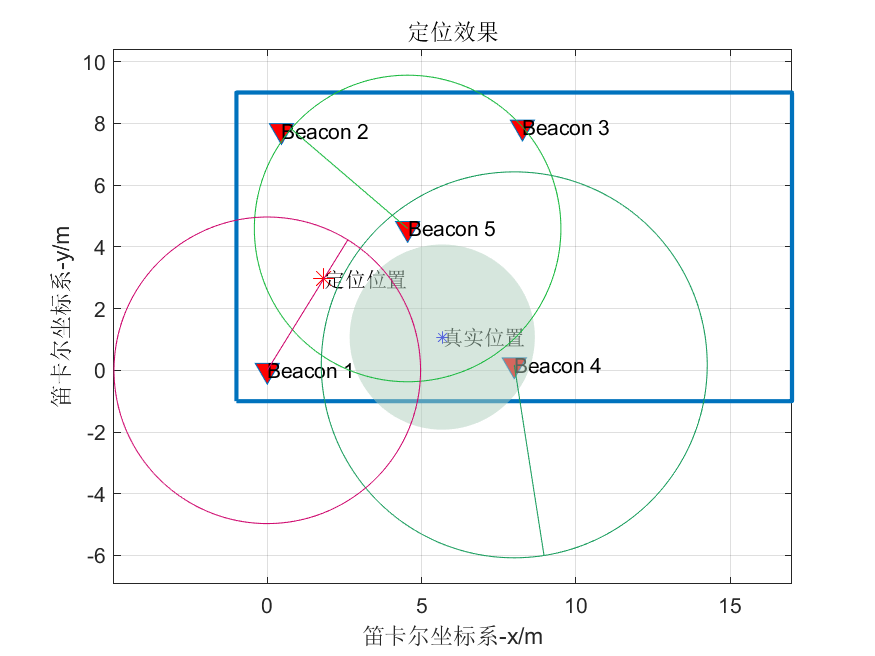 定位效果
10
8
6
4
2
0
-2
-4
-6
笛卡尔坐标系-y/m
Beacon 2
Beacon 3
Beacon 5
定位位置
真实位置
Beacon 1
Beacon 4
0
5
10
15
笛卡尔坐标系-x/m